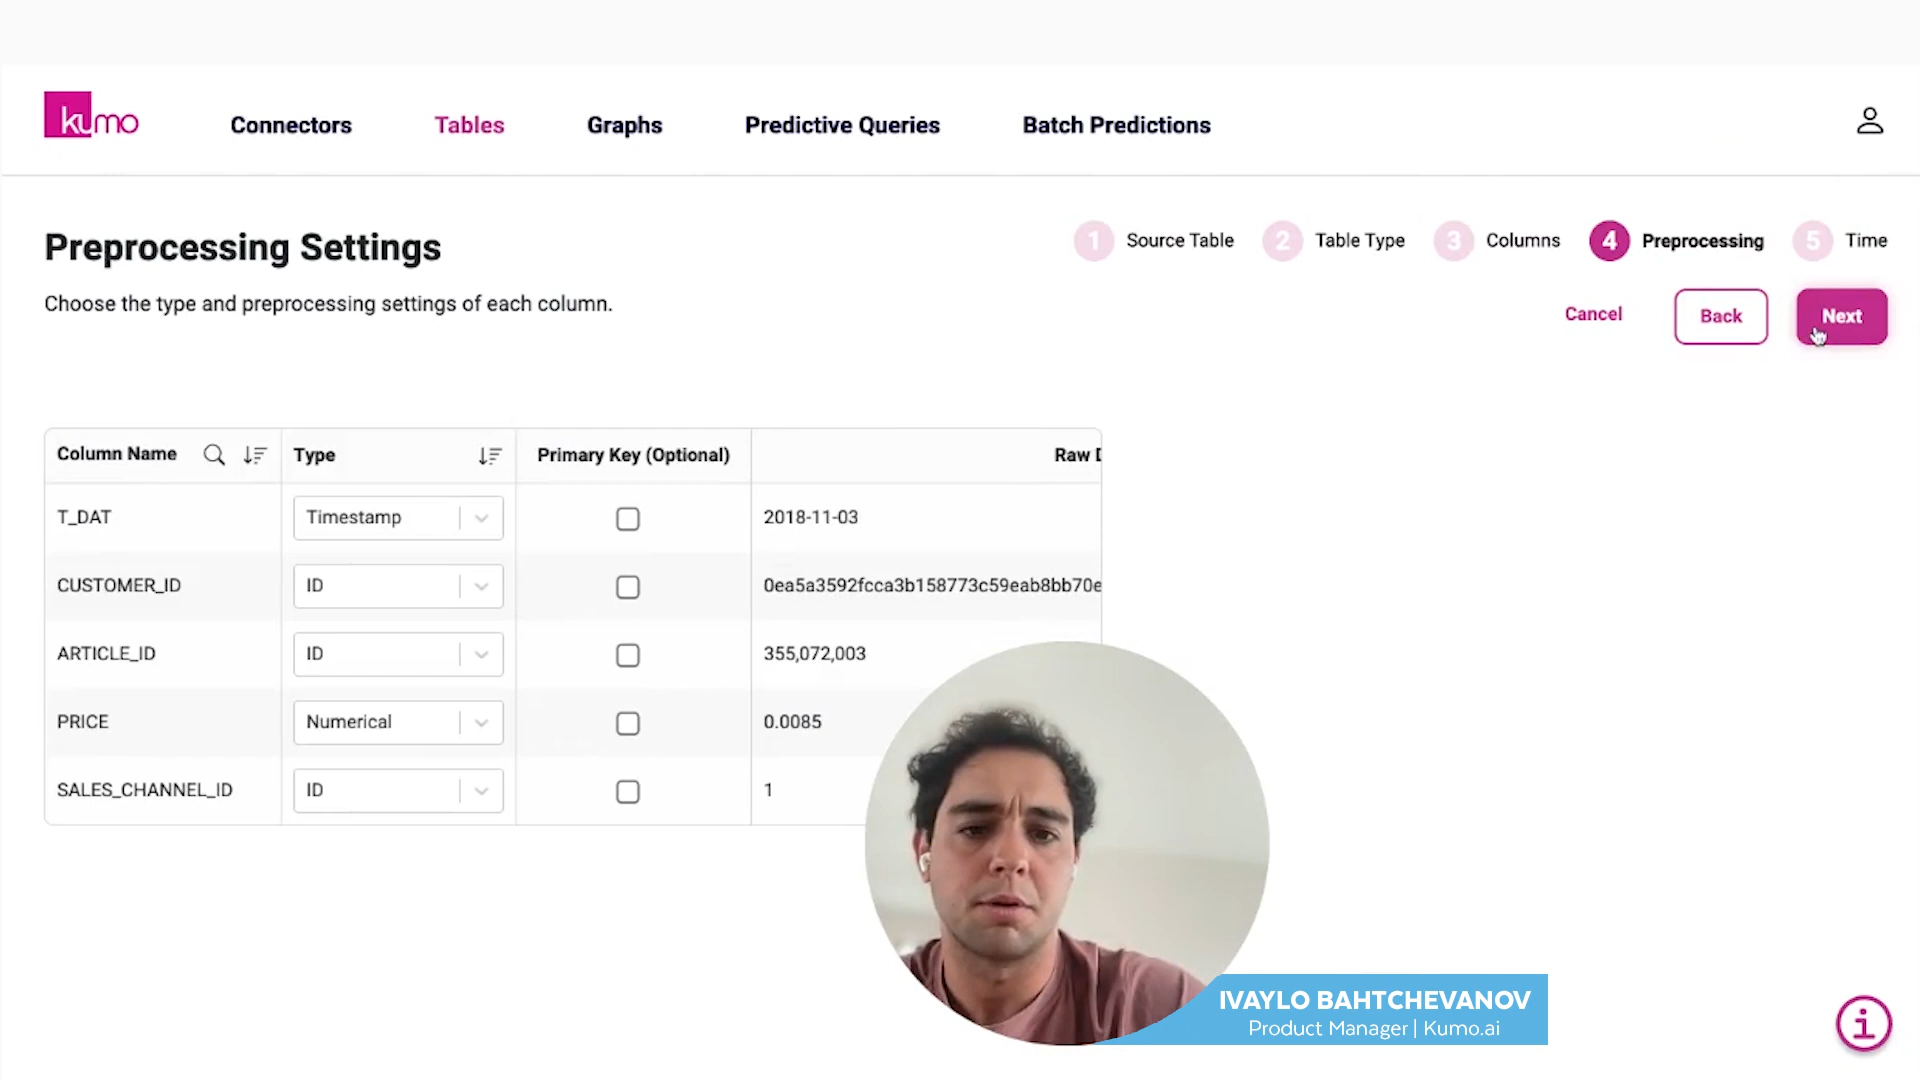 kumo
Connectors
Tables
Graphs
Predictive Queries
Batch Predictions
Preprocessing Settings
Choose the type and preprocessing settings of each column.
1 Source Table
2 Table Type
3 Columns
4 Preprocessing
5 Time
Cancel
Back
Next
Column Name
Type
Primary Key (Optional)
Raw D
T_DAT
Timestamp
2018-11-03
CUSTOMER_ID
ID
0ea5a3592fcca3b158773c59eab8bb70e
ARTICLE_ID
ID
355,072,003
PRICE
Numerical
0.0085
SALES_CHANNEL_ID
ID
1
IVAYLO BAHTCHEVANOV
Product Manager | Kumo.ai